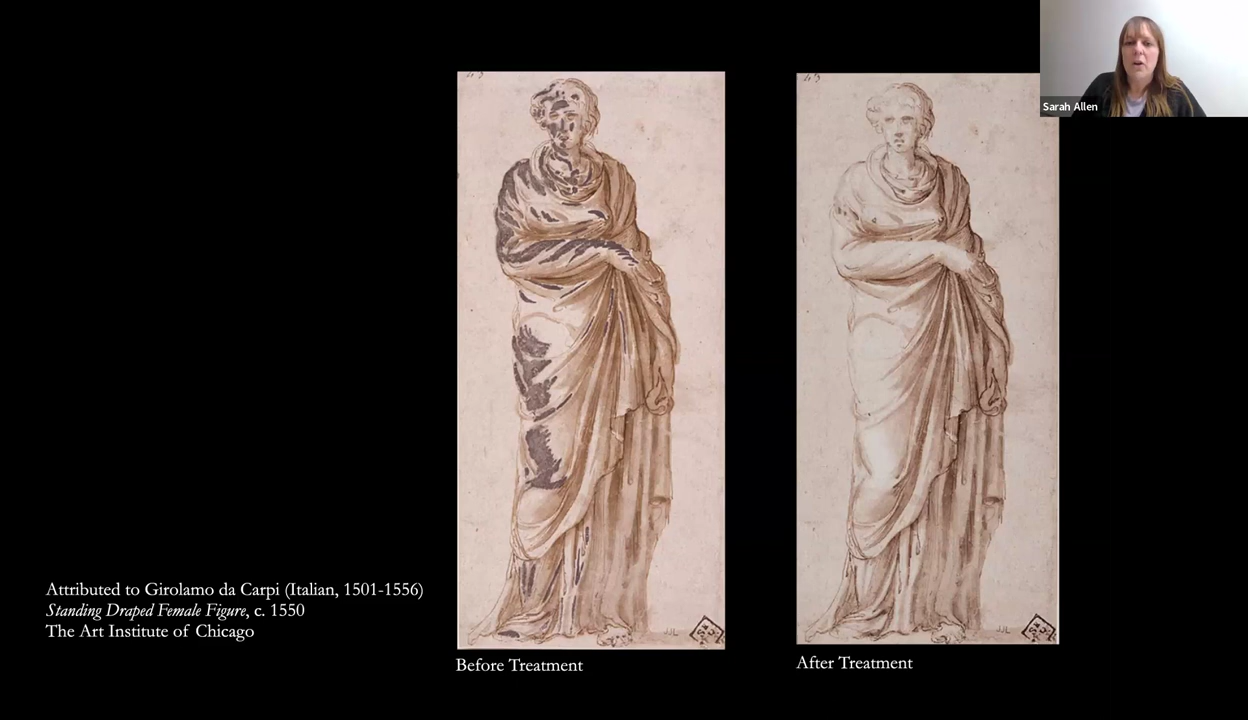 Sarah Allen
Attributed to Girolamo da Carpi (Italian, 1501-1556)
Standing Draped Female Figure, c. 1550
The Art Institute of Chicago
Before Treatment
After Treatment